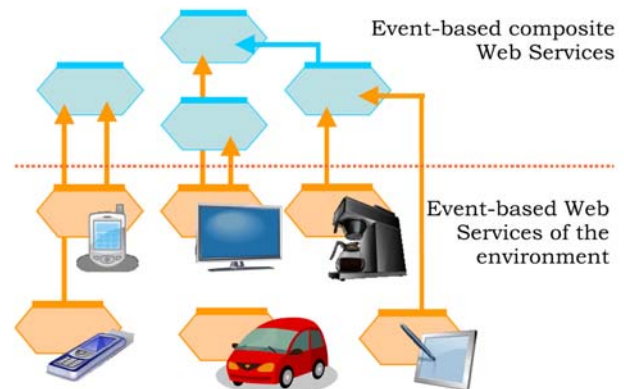 Event-based composite
Web Services
Event-based Web
Services of the
environment